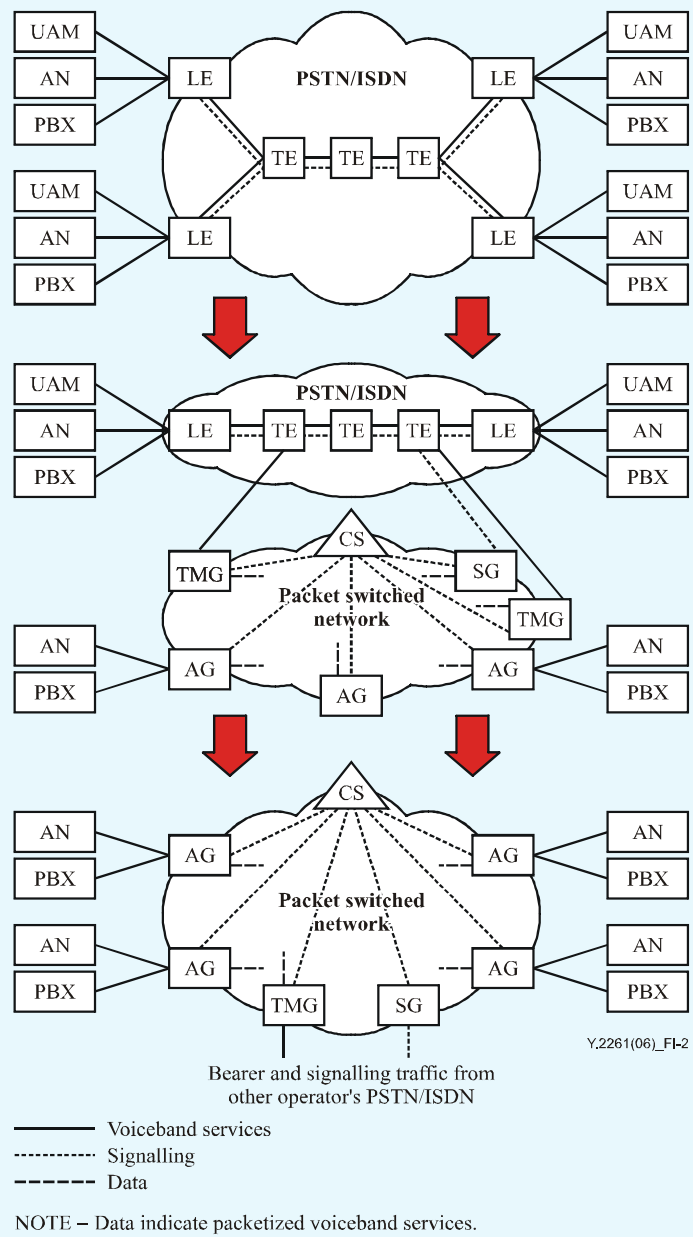 UAM
UAM
AN
LE
PSTN/ISDN
LE
AN
PBX
PBX
TE
TE
TE
UAM
UAM
AN
LE
LE
AN
PBX
PBX
UAM
PSTN/ISDN
UAM
AN
LE
TE
TE
TE
LE
AN
PBX
PBX
CS
TMG
SG
Packet switched
network
TMG
AN
AN
AG
AG
PBX
AG
PBX
CS
AN
AN
AG
AG
PBX
PBX
Packet switched
network
AN
AN
AG
AG
PBX
TMG
SG
PBX
Y.2261(06)_FI-2
Bearer and signalling traffic from
other operator's PSTN/ISDN
Voiceband services
Signalling
Data
NOTE – Data indicate packetized voiceband services.